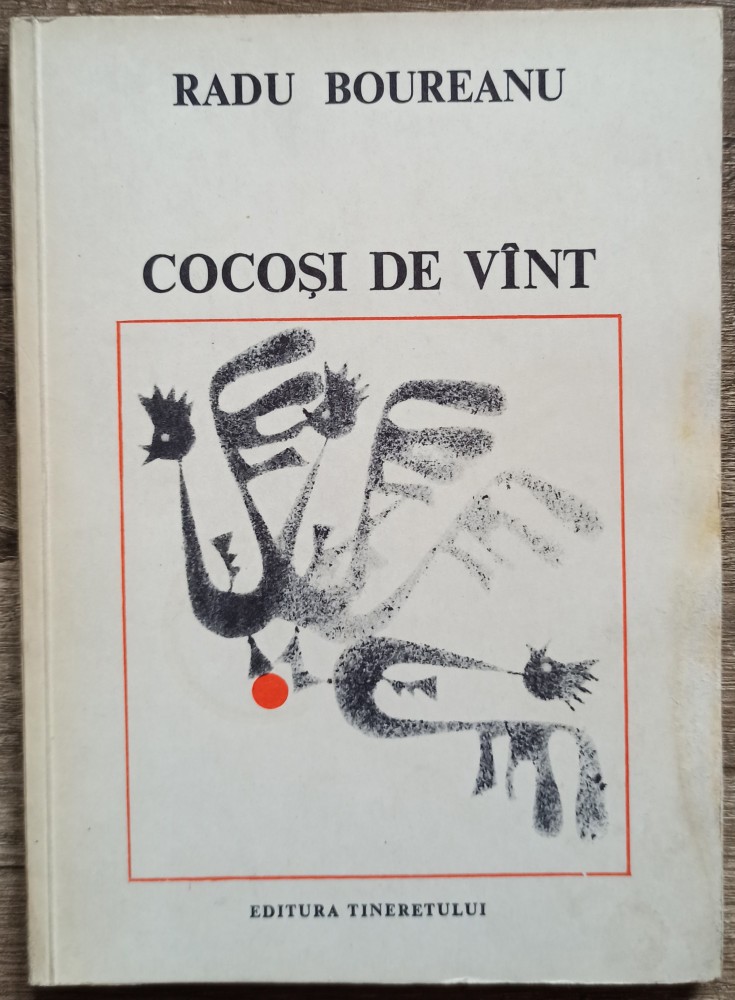 RADU BOUREANU
COCOȘI DE VÎNT
EDITURA TINERETULUI